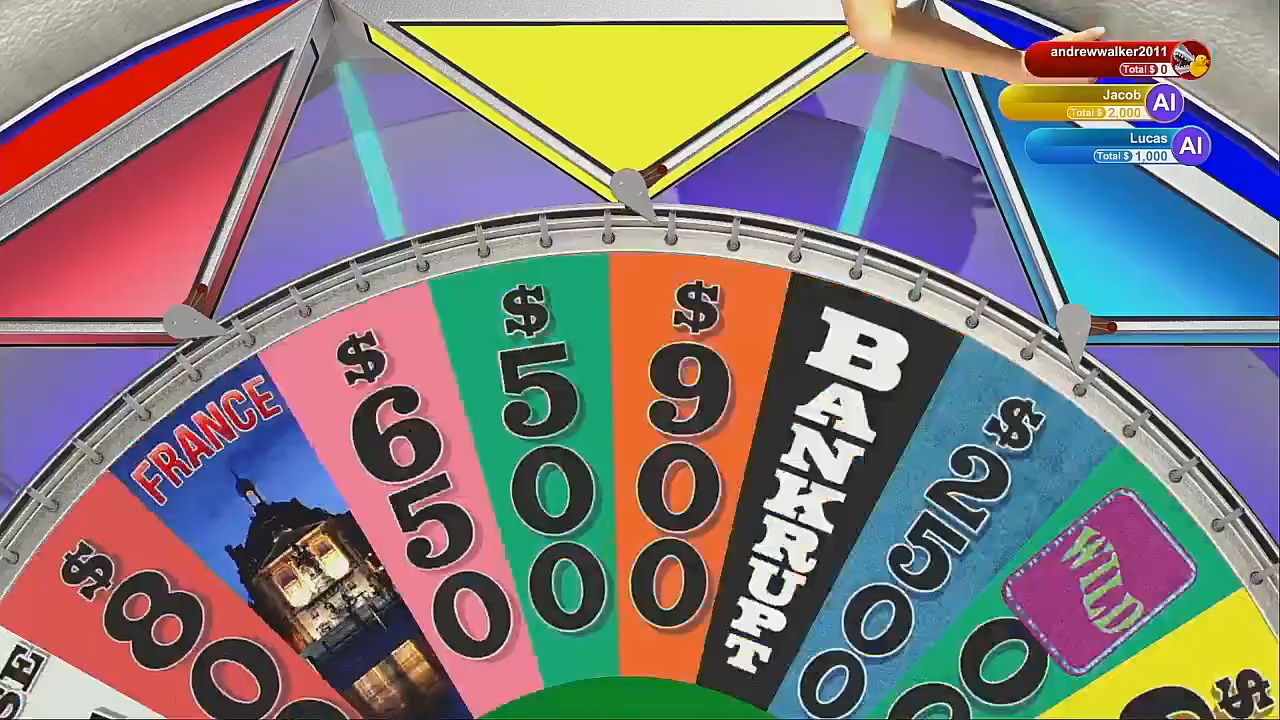 andrewwalker2011
Total $ 0
Jacob
AI
Total $ 2,000
Lucas
AI
Total $ 1,000
$800
FRANCE
$650
$500
$900
BANKRUPT
$2500
WILD
00
$